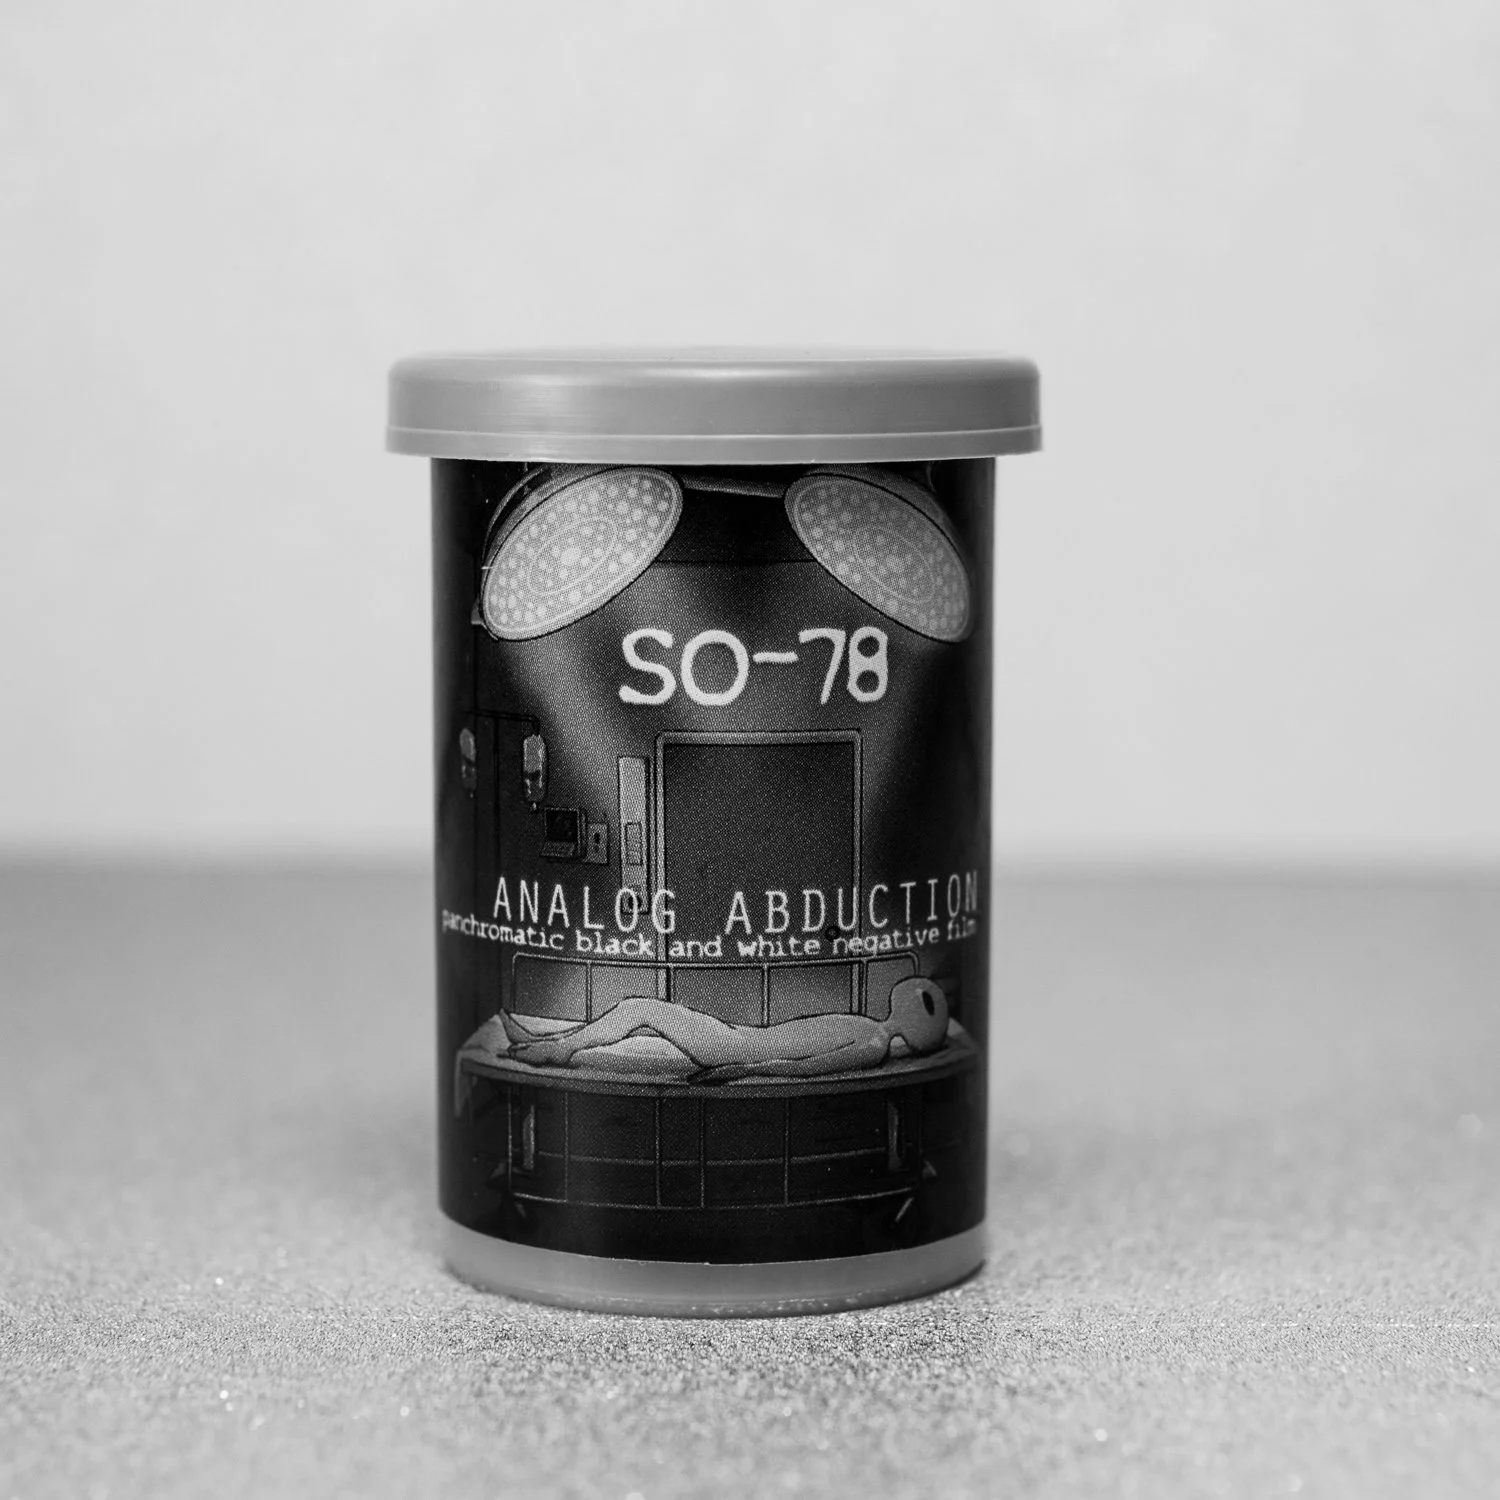 SO-78
ANALOG ABDUCTION
panchromatic black and white negative film